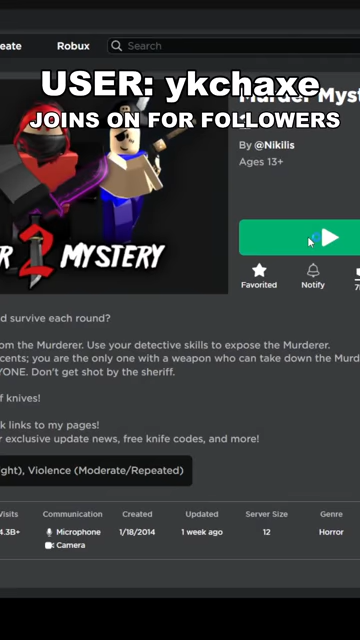 eate
Robux
Search
USER: ykchaxe
JOINS ON FOR FOLLOWERS
Murder Myst
By @Nikilis
Ages 13+
R 2 MYSTERY
Favorited
Notify
d survive each round?
om the Murderer. Use your detective skills to expose the Murderer.
cents; you are the only one with a weapon who can take down the Murd
YONE. Don't get shot by the sheriff.
f knives!
k links to my pages!
r exclusive update news, free knife codes, and more!
ght), Violence (Moderate/Repeated)
Visits Communication Created Updated Server Size Genre
4.3B+ Microphone 1/18/2014 1 week ago 12 Horror
Camera